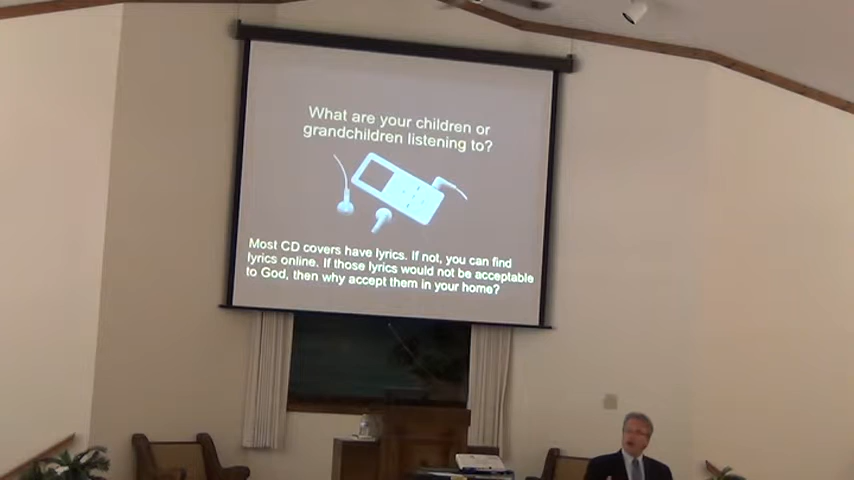 What are your children or
grandchildren listening to?
Most CD covers have lyrics. If not, you can find
lyrics online. If those lyrics would not be acceptable
to God, then why accept them in your home?